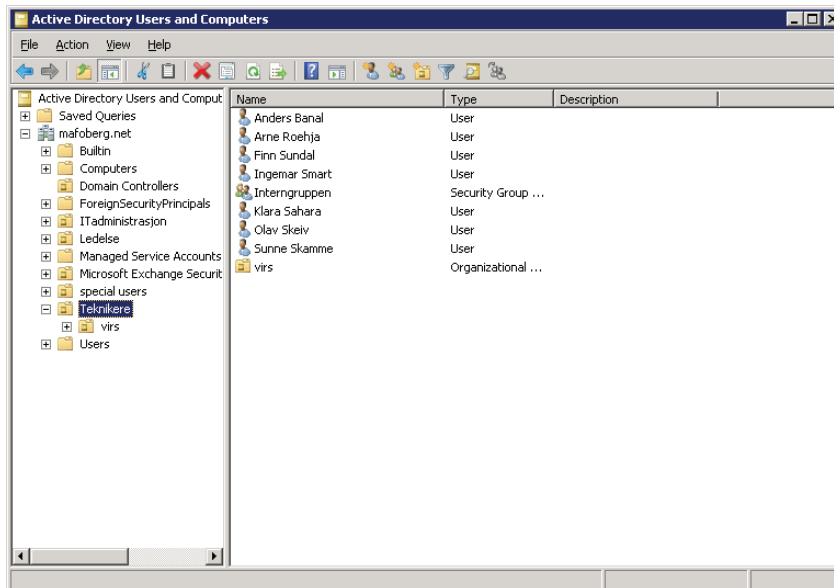 Active Directory Users and Computers
File Action View Help
Active Directory Users and Comput
Saved Queries
mafoberg.net
Builtin
Computers
Domain Controllers
ForeignSecurityPrincipals
ITadministrasjon
Ledelse
Managed Service Accounts
Microsoft Exchange Securit
special users
Teknikere
virs
Users
Name Type Description
Anders Banal User
Arne Roehja User
Finn Sundal User
Ingemar Smart User
Interngruppen Security Group ...
Klara Sahara User
Olav Skeiv User
Sunne Skamme User
virs Organizational ...